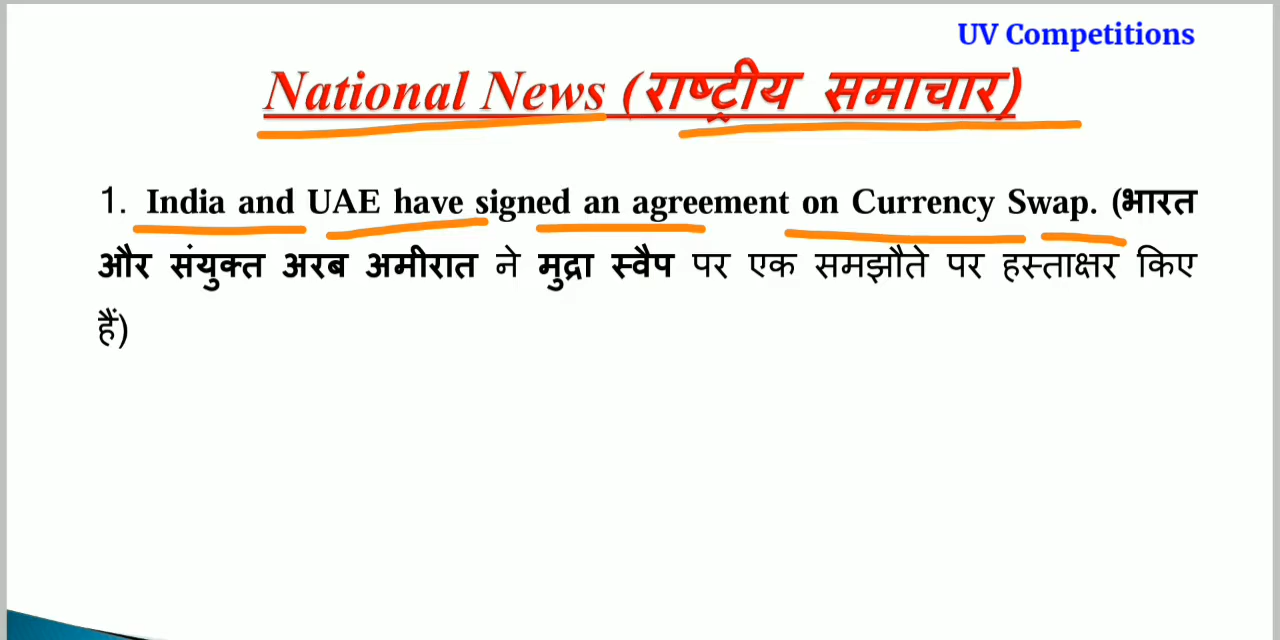 UV Competitions
National News (राष्ट्रीय समाचार)
1. India and UAE have signed an agreement on Currency Swap. (भारत
और संयुक्त अरब अमीरात ने मुद्रा स्वैप पर एक समझौते पर हस्ताक्षर किए
हैं)